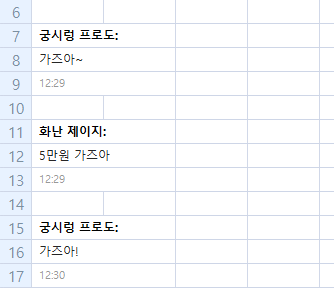 6
7 궁시렁 프로도:
8 가즈아~
9 12:29
10
11 화난 제이지:
12 5만원 가즈아
13 12:29
14
15 궁시렁 프로도:
16 가즈아!
17 12:30